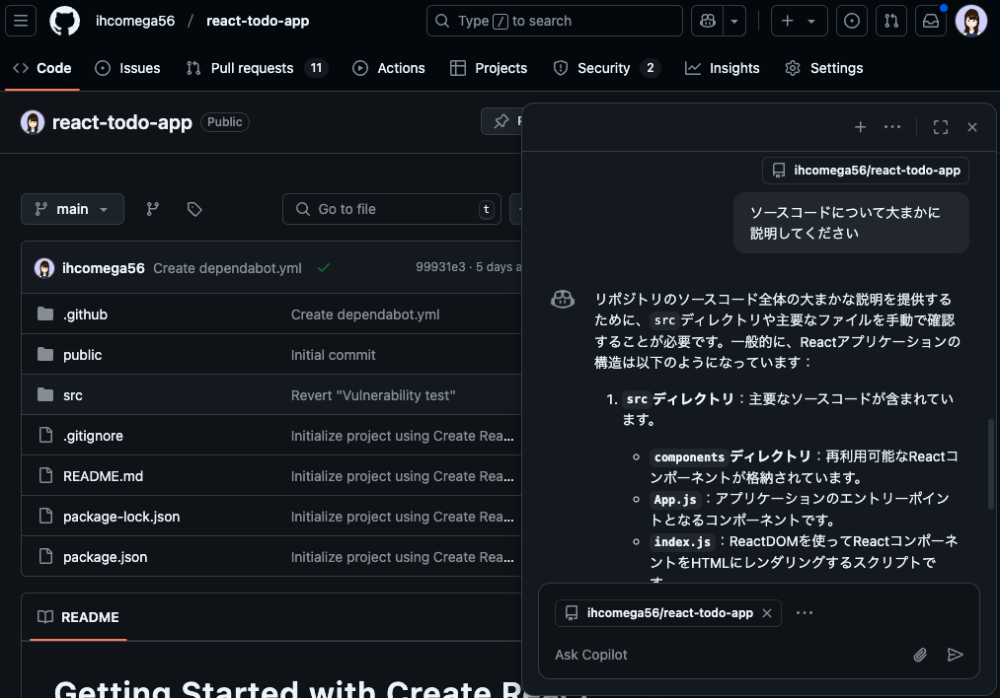 ihcomega56 / react-todo-app
Type / to search
Code
Issues
Pull requests 11
Actions
Projects
Security 2
Insights
Settings
react-todo-app Public
main
Go to file t
ihcomega56 Create dependabot.yml 99931e3 · 5 days a
.github Create dependabot.yml
public Initial commit
src Revert "Vulnerability test"
.gitignore Initialize project using Create Rea...
README.md Initialize project using Create Rea...
package-lock.json Initialize project using Create Rea...
package.json Initialize project using Create Rea...
README
Getting Started with Create React
ihcomega56/react-todo-app
ソースコードについて大まかに
説明してください
リポジトリのソースコード全体の大まかな説明を提供する
ために、src ディレクトリや主要なファイルを手動で確認
することが必要です。一般的に、Reactアプリケーションの
構造は以下のようになっています：
1. src ディレクトリ：主要なソースコードが含まれてい
ます。
components ディレクトリ：再利用可能なReactコ
ンポーネントが格納されています。
App.js：アプリケーションのエントリーポイン
トとなるコンポーネントです。
index.js：ReactDOMを使ってReactコンポーネ
ントをHTMLにレンダリングするスクリプトで
す。
ihcomega56/react-todo-app
Ask Copilot